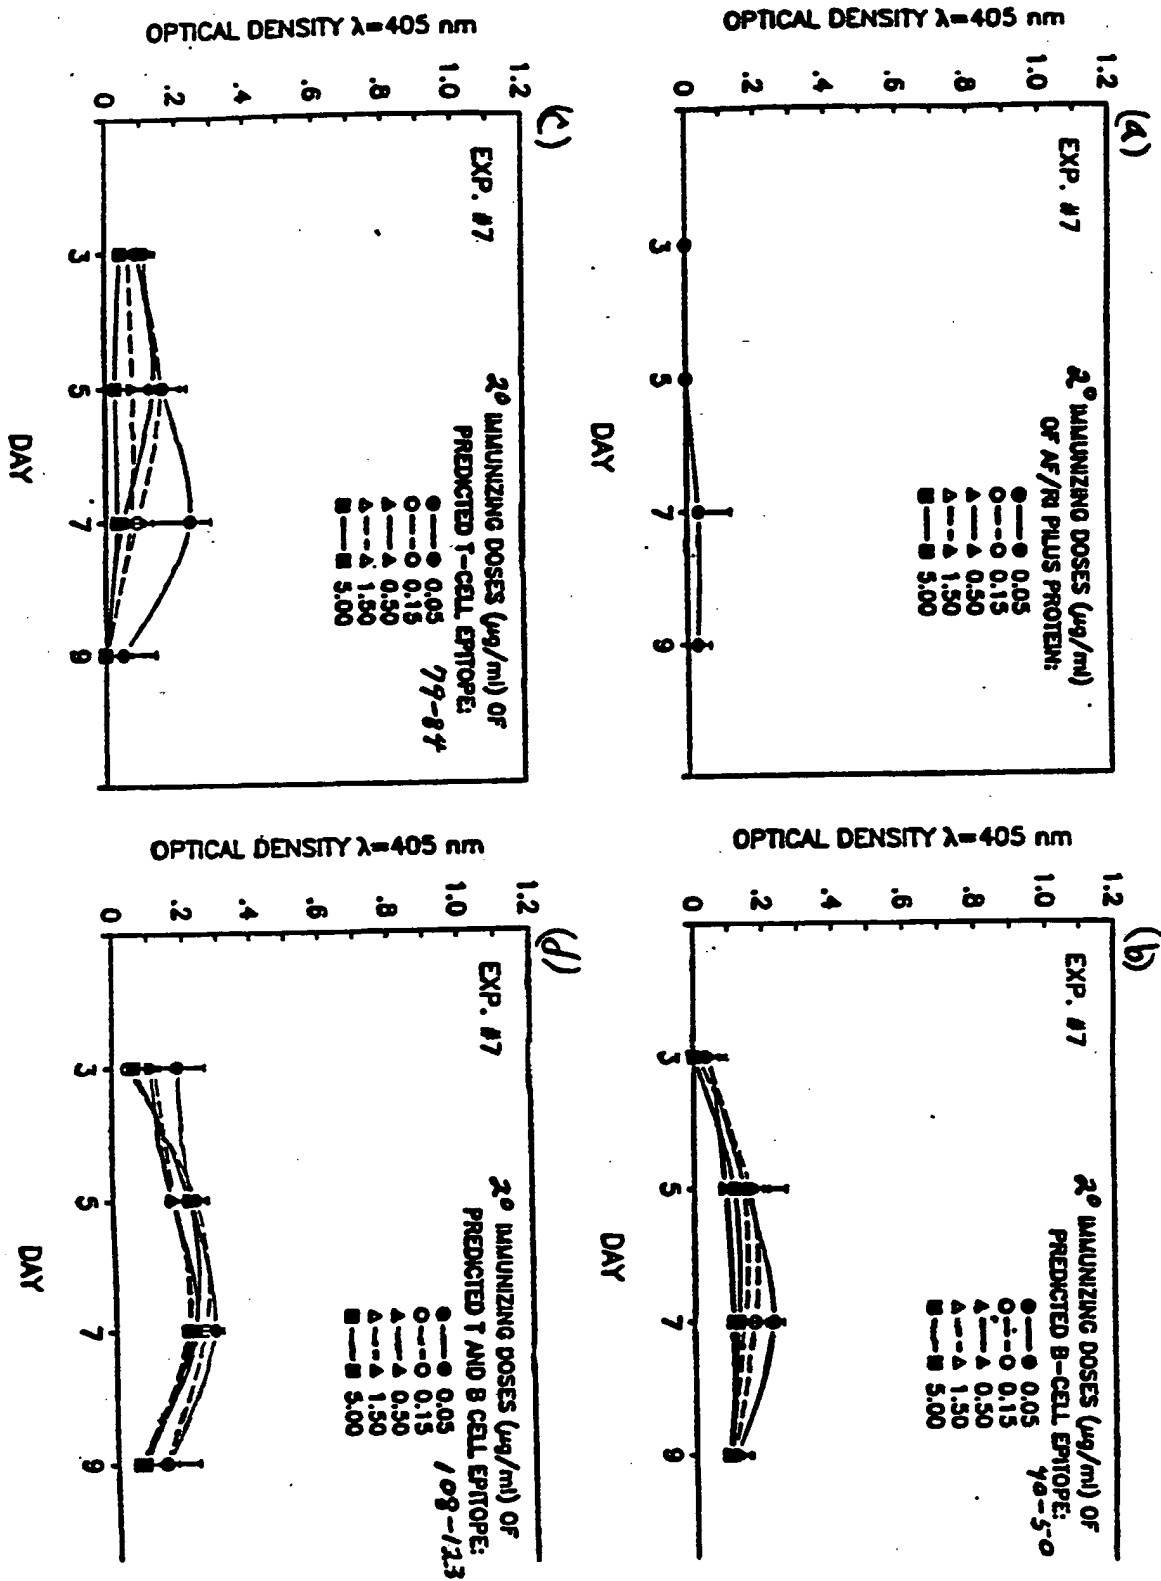 (a)
OPTICAL DENSITY λ=405 nm
1.2
1.0
.8
.6
.4
.2
0
EXP. #7
2° IMMUNIZING DOSES (µg/ml)
OF AF/RI PILUS PROTEIN:
0.05
0.15
0.50
1.50
5.00
3 5 7 9
DAY
(b)
OPTICAL DENSITY λ=405 nm
1.2
1.0
.8
.6
.4
.2
0
EXP. #7
2° IMMUNIZING DOSES (µg/ml) OF
PREDICTED B-CELL EPITOPE:
40-50
0.05
0.15
0.50
1.50
5.00
3 5 7 9
DAY
(c)
OPTICAL DENSITY λ=405 nm
1.2
1.0
.8
.6
.4
.2
0
EXP. #7
2° IMMUNIZING DOSES (µg/ml) OF
PREDICTED T-CELL EPITOPE:
79-84
0.05
0.15
0.50
1.50
5.00
3 5 7 9
DAY
(d)
OPTICAL DENSITY λ=405 nm
1.2
1.0
.8
.6
.4
.2
0
EXP. #7
2° IMMUNIZING DOSES (µg/ml) OF
PREDICTED T AND B CELL EPITOPE:
108-123
0.05
0.15
0.50
1.50
5.00
3 5 7 9
DAY